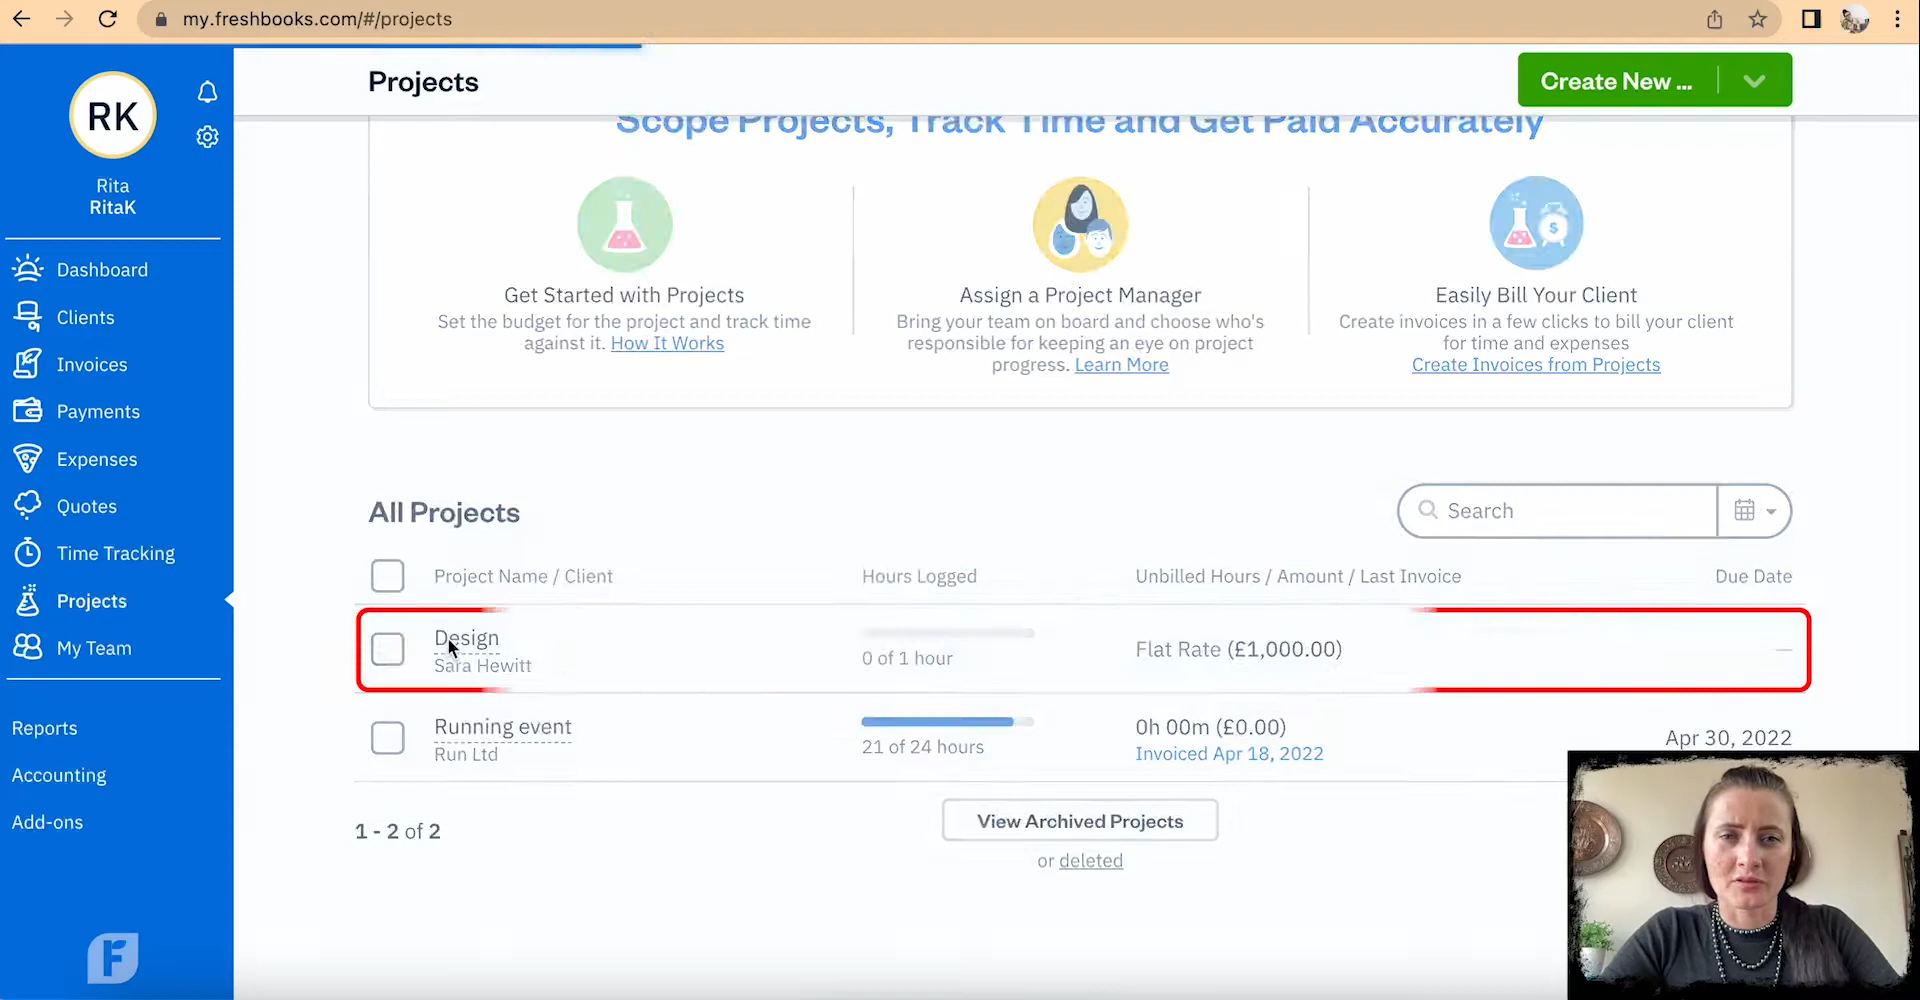 my.freshbooks.com/#/projects
RK
Rita
RitaK
Dashboard
Clients
Invoices
Payments
Expenses
Quotes
Time Tracking
Projects
My Team
Reports
Accounting
Add-ons
F
Projects
Create New ...
Scope Projects, Track Time and Get Paid Accurately
Get Started with Projects
Set the budget for the project and track time
against it. How It Works
Assign a Project Manager
Bring your team on board and choose who's
responsible for keeping an eye on project
progress. Learn More
$
Easily Bill Your Client
Create invoices in a few clicks to bill your client
for time and expenses
Create Invoices from Projects
All Projects
Search
Project Name / Client Hours Logged Unbilled Hours / Amount / Last Invoice Due Date
Design
Sara Hewitt
0 of 1 hour
Flat Rate (£1,000.00)
—
Running event
Run Ltd
21 of 24 hours
0h 00m (£0.00)
Invoiced Apr 18, 2022
Apr 30, 2022
1 - 2 of 2
View Archived Projects
or deleted